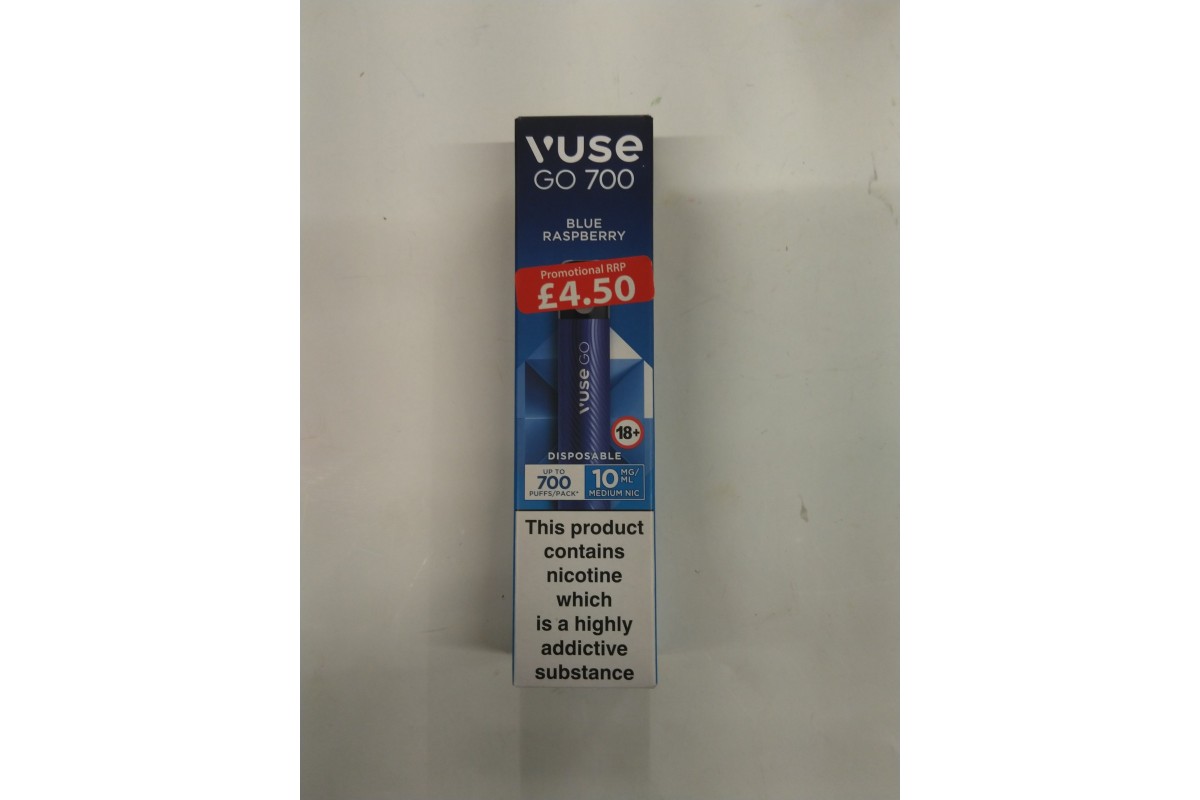 VUSE
GO 700
BLUE
RASPBERRY
Promotional RRP
£4.50
VUSE GO
18+
DISPOSABLE
UP TO
700
PUFFS/PACK*
10 MG/
ML
MEDIUM NIC
This product
contains
nicotine
which
is a highly
addictive
substance